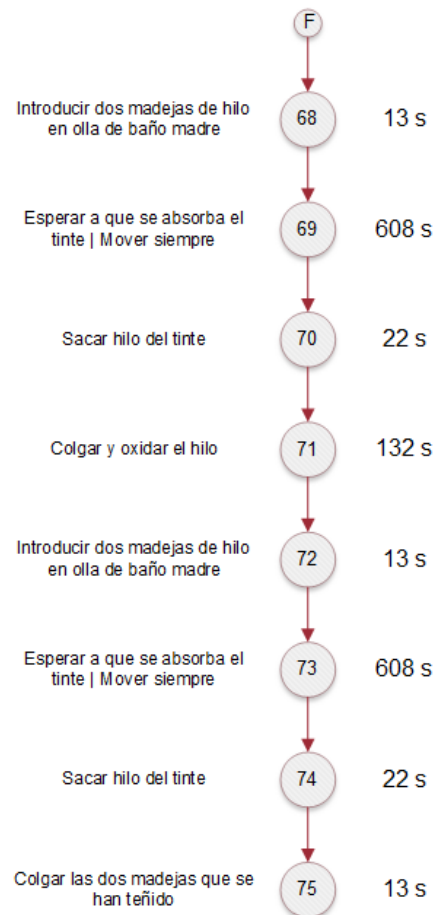 F
Introducir dos madejas de hilo
en olla de baño madre
68
13 s
Esperar a que se absorba el
tinte | Mover siempre
69
608 s
Sacar hilo del tinte
70
22 s
Colgar y oxidar el hilo
71
132 s
Introducir dos madejas de hilo
en olla de baño madre
72
13 s
Esperar a que se absorba el
tinte | Mover siempre
73
608 s
Sacar hilo del tinte
74
22 s
Colgar las dos madejas que se
han teñido
75
13 s